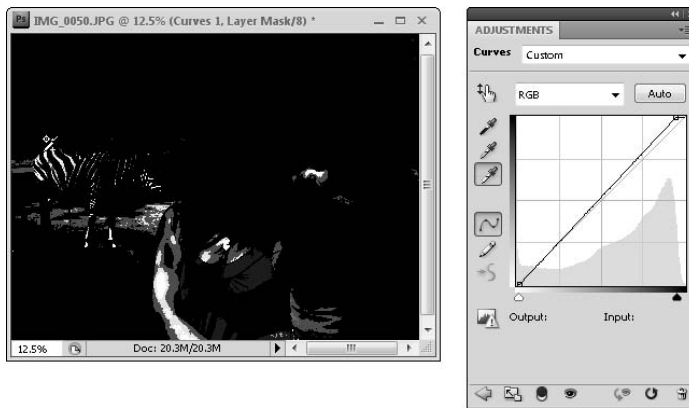 Ps IMG_0050.JPG @ 12.5% (Curves 1, Layer Mask/8) *
12.5%
Doc: 20.3M/20.3M
ADJUSTMENTS
Curves
Custom
RGB
Auto
Output:
Input: